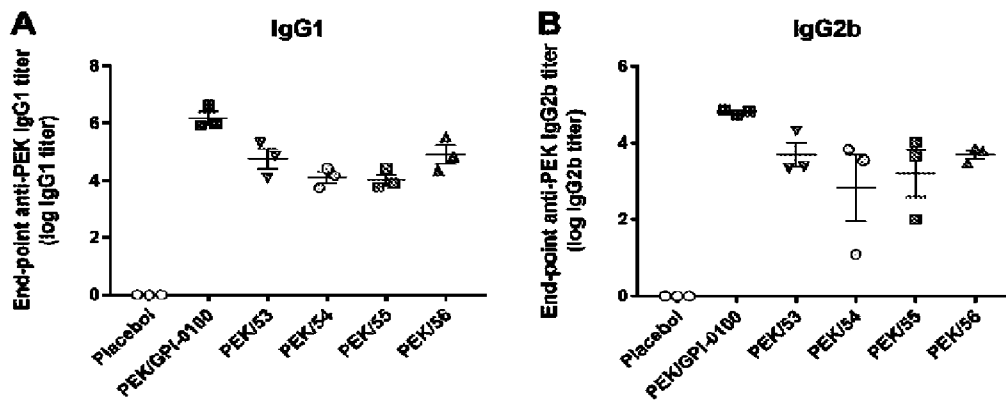 A
IgG1
End-point anti-PEK IgG1 titer
(log IgG1 titer)
8
6
4
2
0
Placebol
PEK/GPI-0100
PEK/53
PEK/54
PEK/55
PEK/56
B
IgG2b
End-point anti-PEK IgG2b titer
(log IgG2b titer)
6
4
2
0
Placebol
PEK/GPI-0100
PEK/53
PEK/54
PEK/55
PEK/56